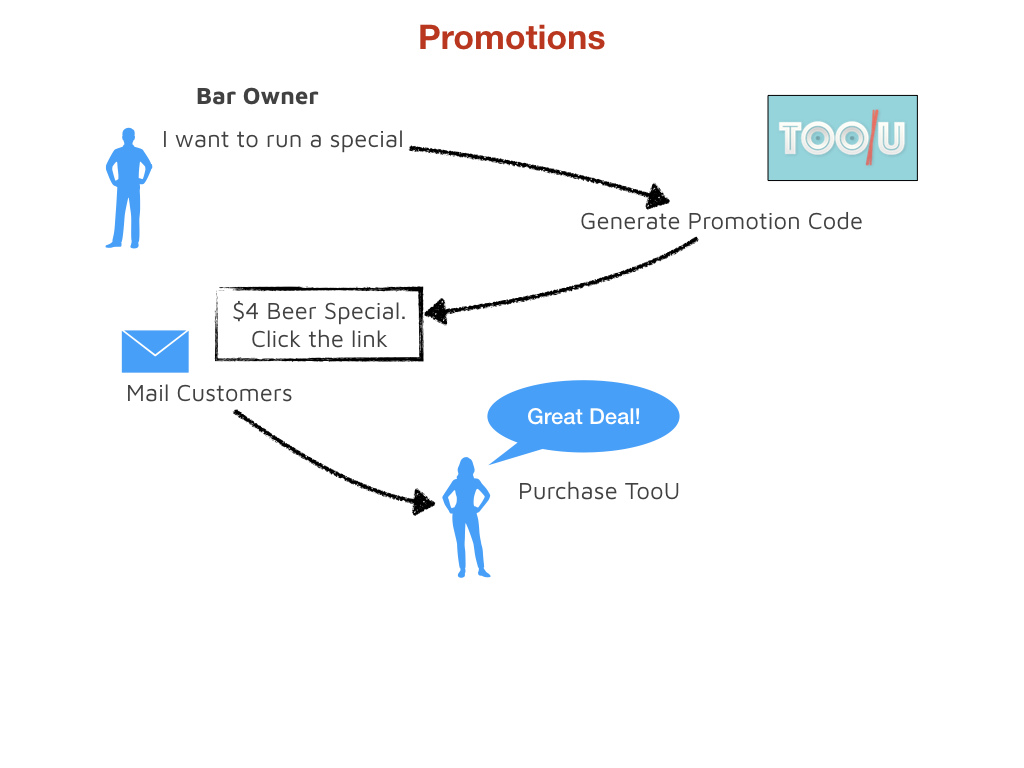 Promotions
Bar Owner
I want to run a special
TOO/U
Generate Promotion Code
$4 Beer Special.
Click the link
Mail Customers
Great Deal!
Purchase TooU